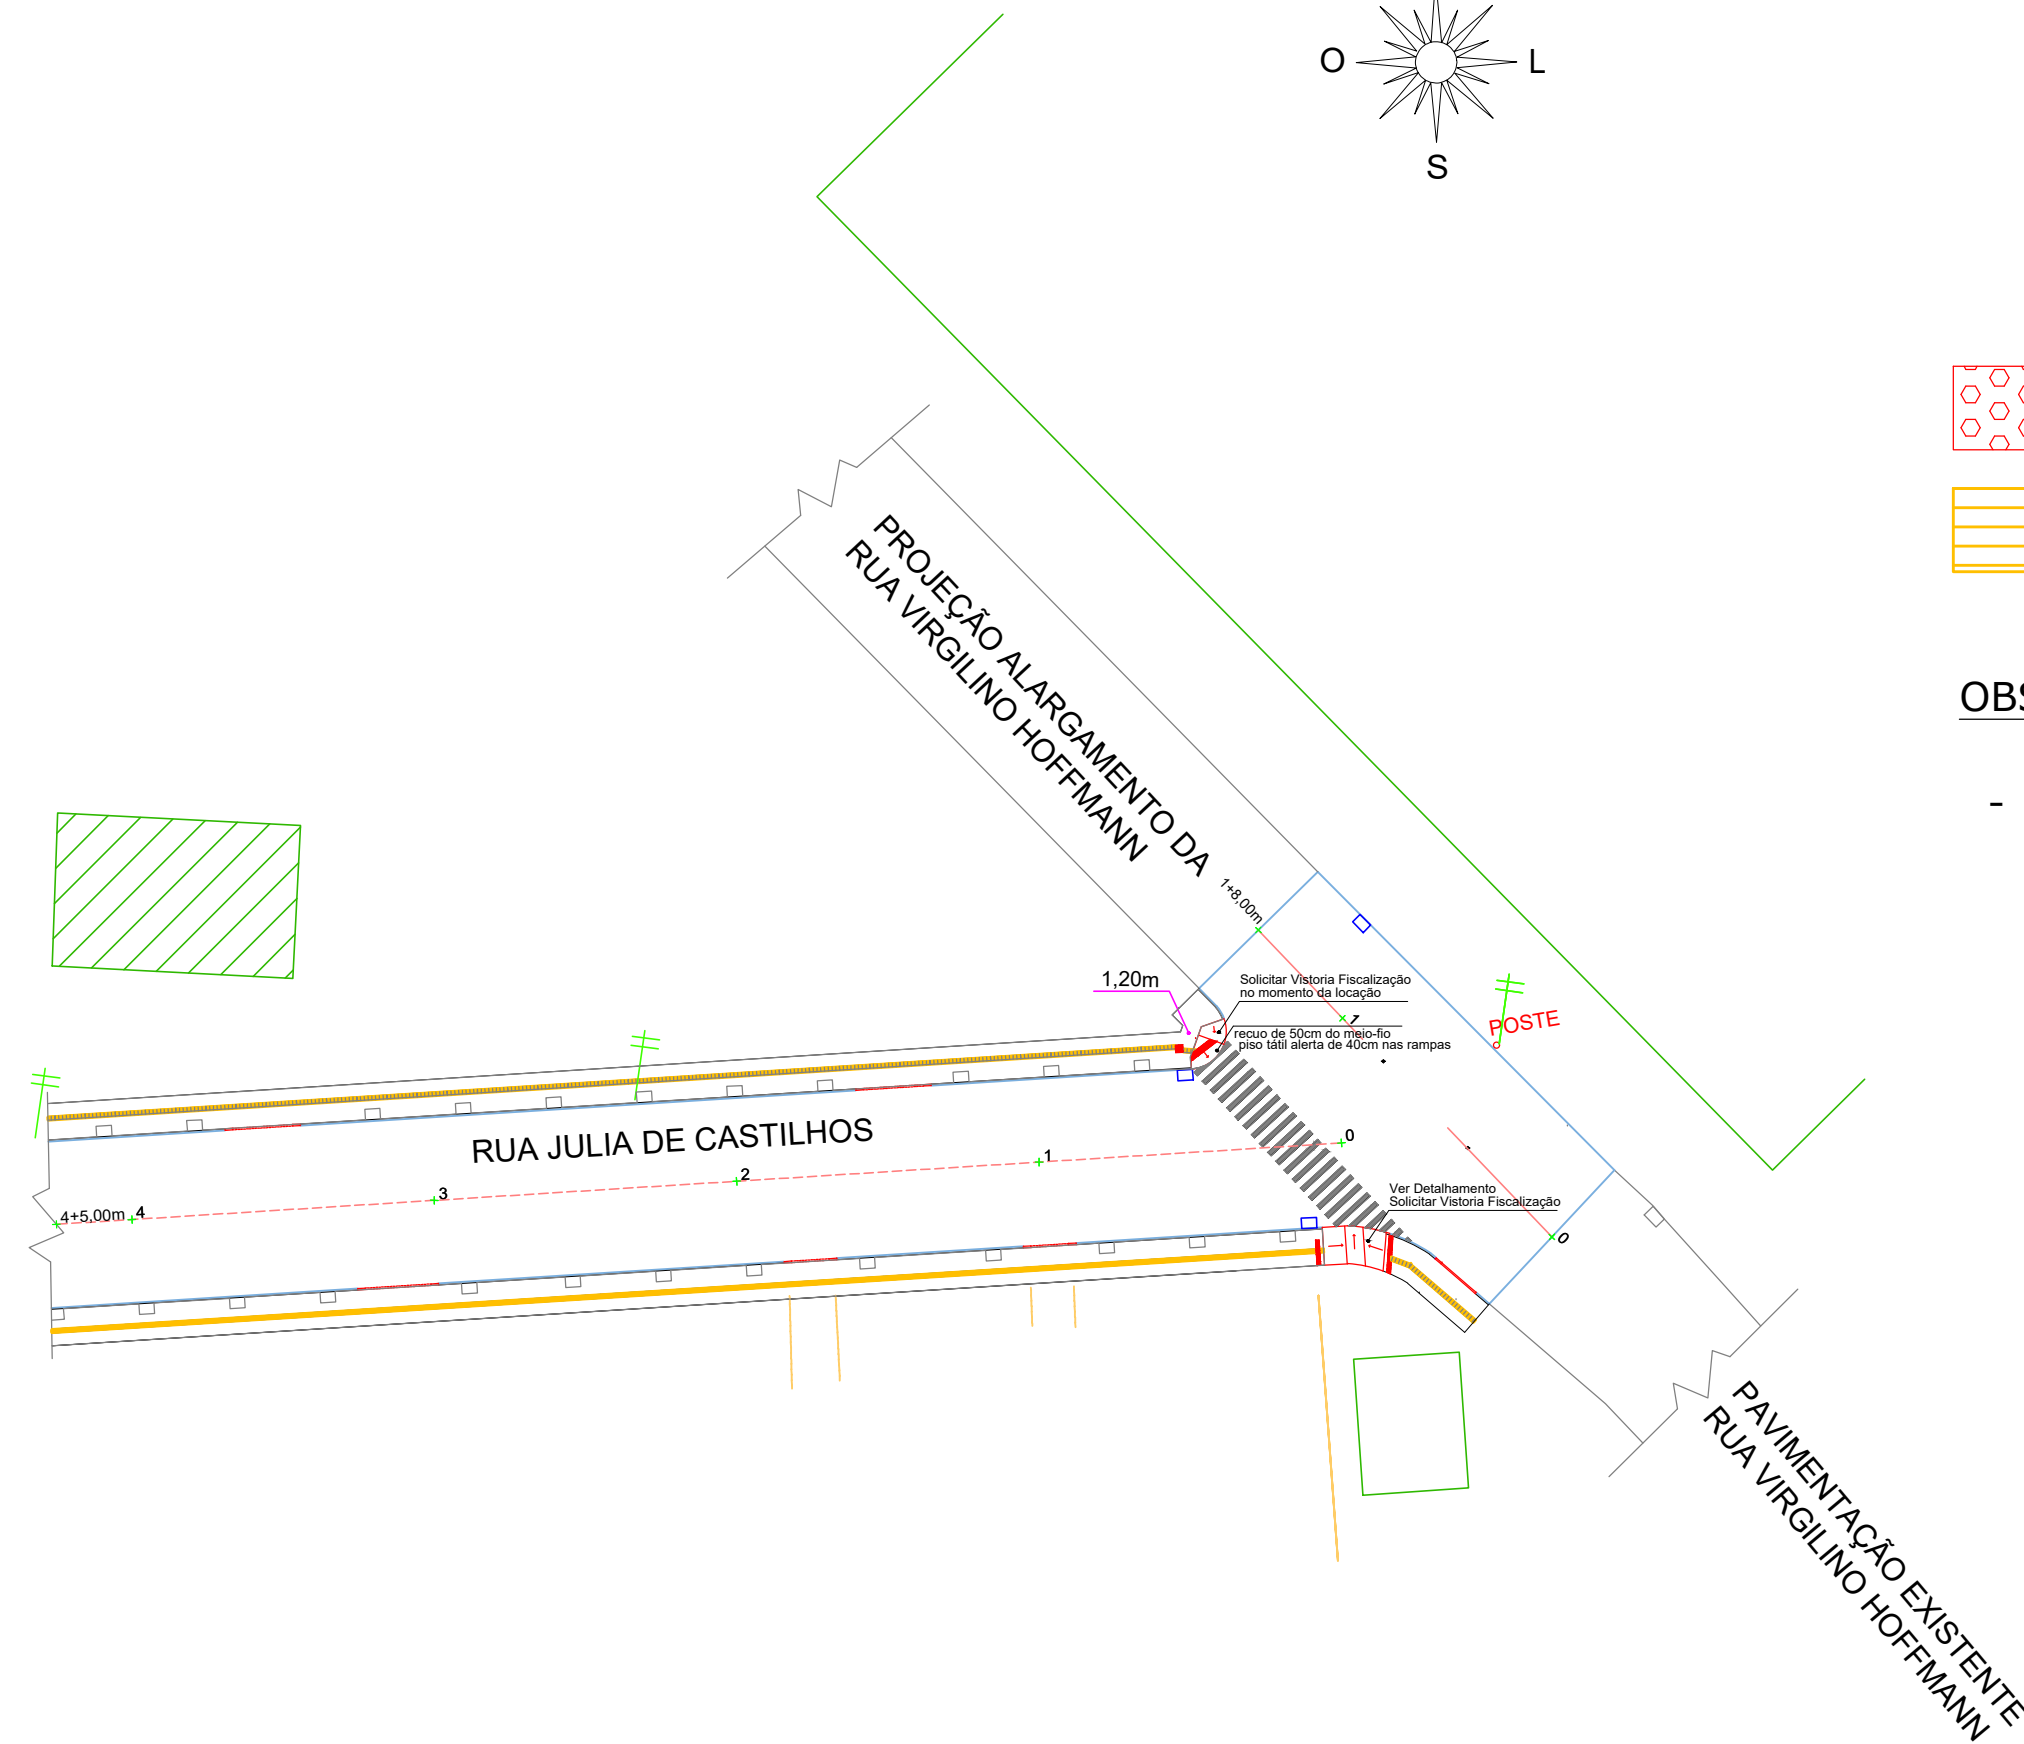 O
L
S
PROJEÇÃO ALARGAMENTO DA
RUA VIRGILINO HOFFMANN
OBS
-
1+8,00m
1,20m
Solicitar Vistoria Fiscalização
no momento da locação
1
POSTE
recuo de 50cm do meio-fio
piso tátil alerta de 40cm nas rampas
RUA JULIA DE CASTILHOS
0
1
2
3
4
4+5,00m
Ver Detalhamento
Solicitar Vistoria Fiscalização
0
PAVIMENTAÇÃO EXISTENTE
RUA VIRGILINO HOFFMANN